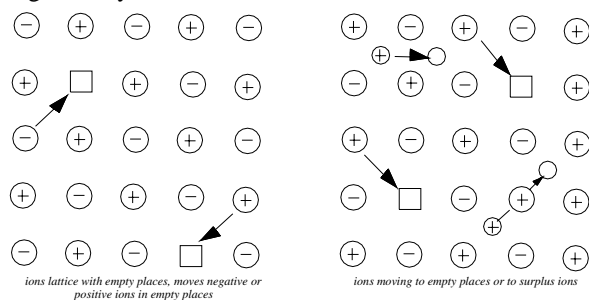 ions lattice with empty places, moves negative or
positive ions in empty places
ions moving to empty places or to surplus ions